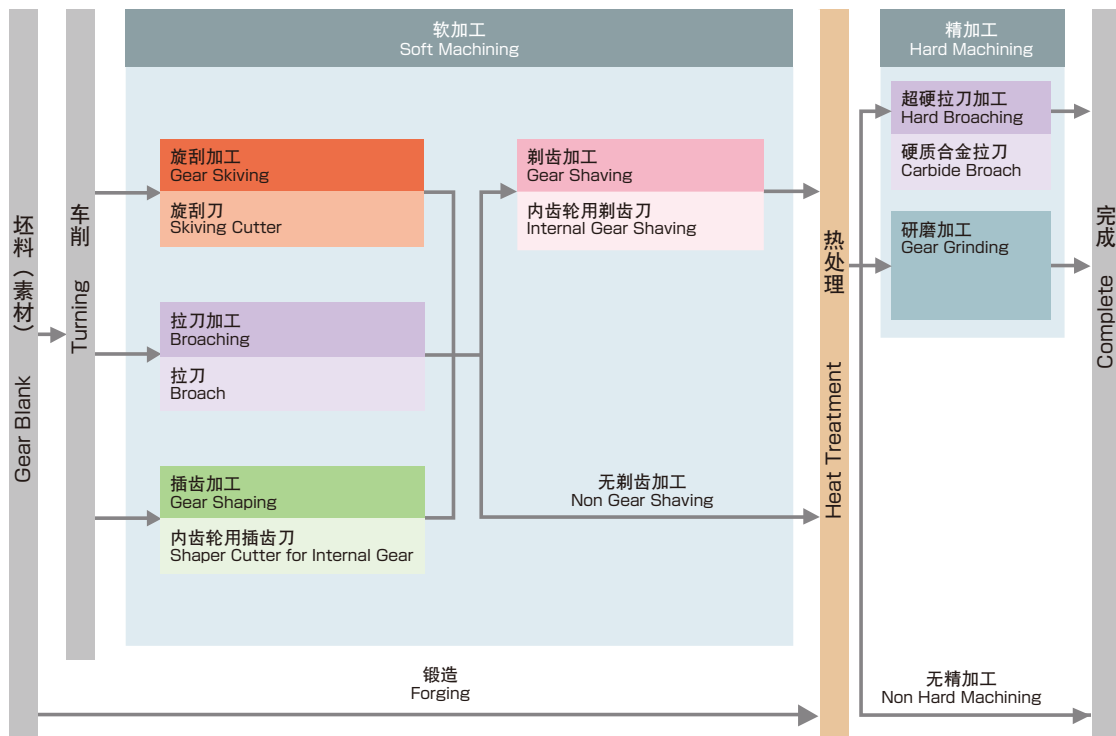 坯料（素材）
Gear Blank
车削
Turning
软加工
Soft Machining
旋刮加工
Gear Skiving
旋刮刀
Skiving Cutter
拉刀加工
Broaching
拉刀
Broach
插齿加工
Gear Shaping
内齿轮用插齿刀
Shaper Cutter for Internal Gear
剃齿加工
Gear Shaving
内齿轮用剃齿刀
Internal Gear Shaving
无剃齿加工
Non Gear Shaving
锻造
Forging
热处理
Heat Treatment
精加工
Hard Machining
超硬拉刀加工
Hard Broaching
硬质合金拉刀
Carbide Broach
研磨加工
Gear Grinding
无精加工
Non Hard Machining
完成
Complete